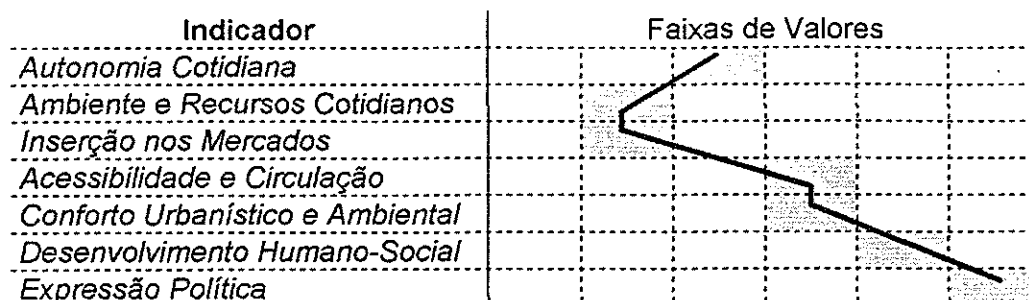 Indicador Faixas de Valores
Autonomia Cotidiana
Ambiente e Recursos Cotidianos
Inserção nos Mercados
Acessibilidade e Circulação
Conforto Urbanístico e Ambiental
Desenvolvimento Humano-Social
Expressão Política